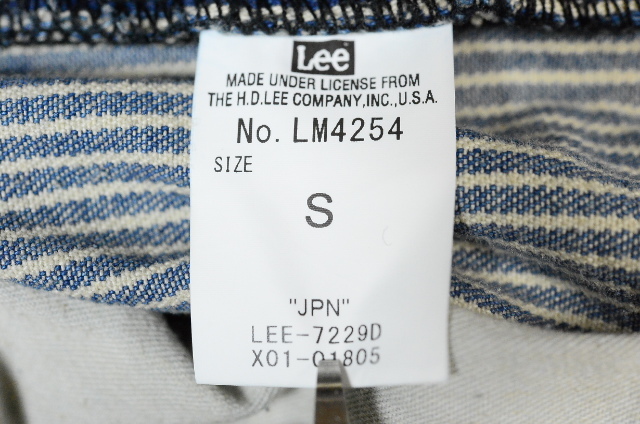 Lee
MADE UNDER LICENSE FROM
THE H.D.LEE COMPANY,INC.,U.S.A.
No. LM4254
SIZE
S
"JPN"
LEE-7229D
X01-01805